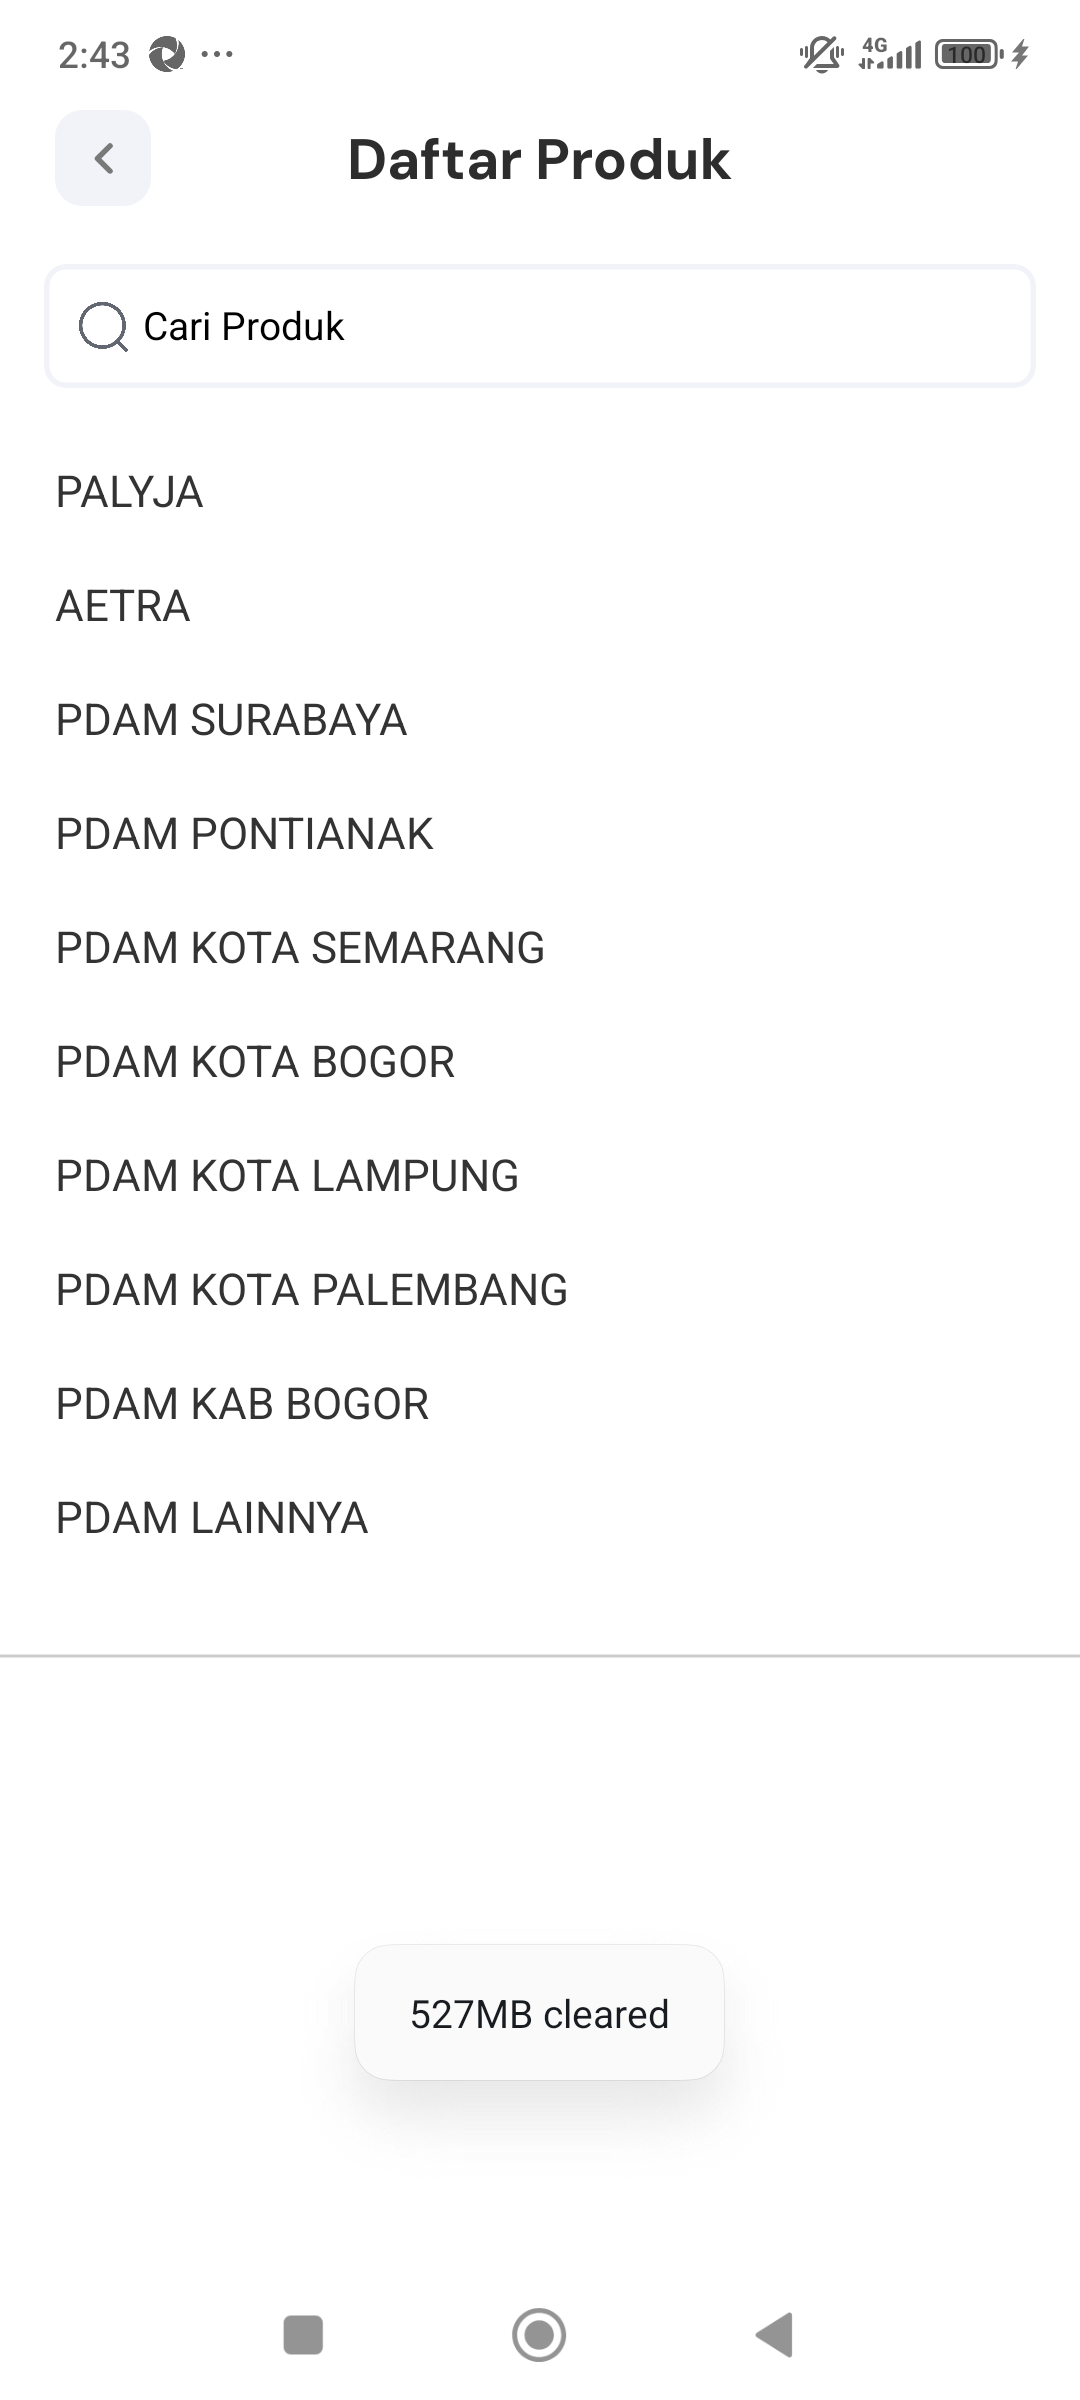 2:43
4G
100
Daftar Produk
Cari Produk
PALYJA
AETRA
PDAM SURABAYA
PDAM PONTIANAK
PDAM KOTA SEMARANG
PDAM KOTA BOGOR
PDAM KOTA LAMPUNG
PDAM KOTA PALEMBANG
PDAM KAB BOGOR
PDAM LAINNYA
527MB cleared